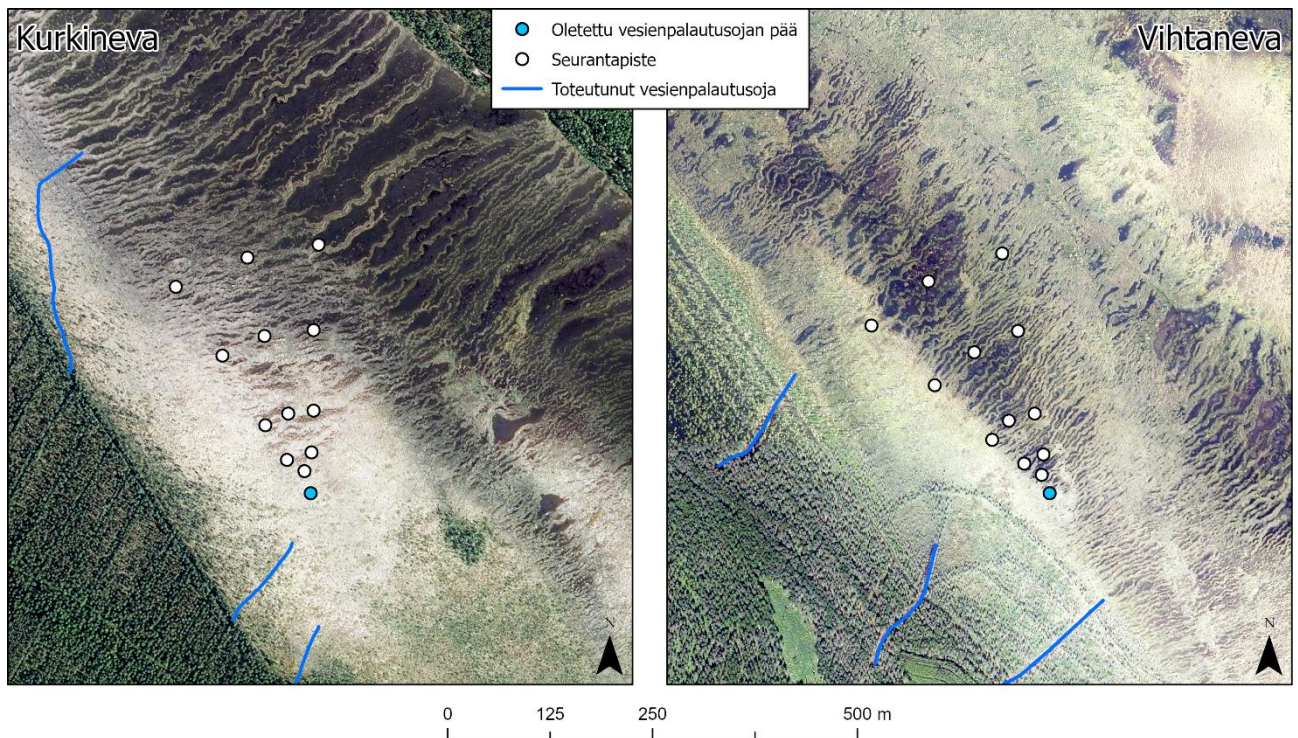 Kurkineva
Oletettu vesienpalautusojan pää
Seurantapiste
Toteutunut vesienpalautusoja
Vihtaneva
N
N
0 125 250 500 m